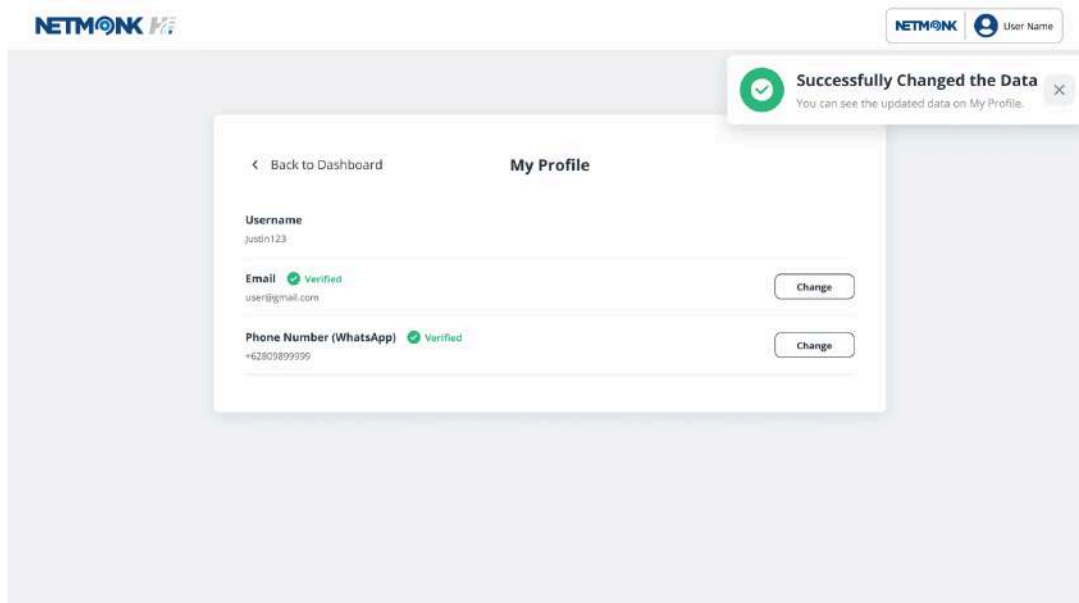 NETMONK Hi
NETMONK User Name
Successfully Changed the Data
You can see the updated data on My Profile.
Back to Dashboard
My Profile
Username
Justin123
Email Verified
user@gmail.com
Change
Phone Number (WhatsApp) Verified
+62809899999
Change